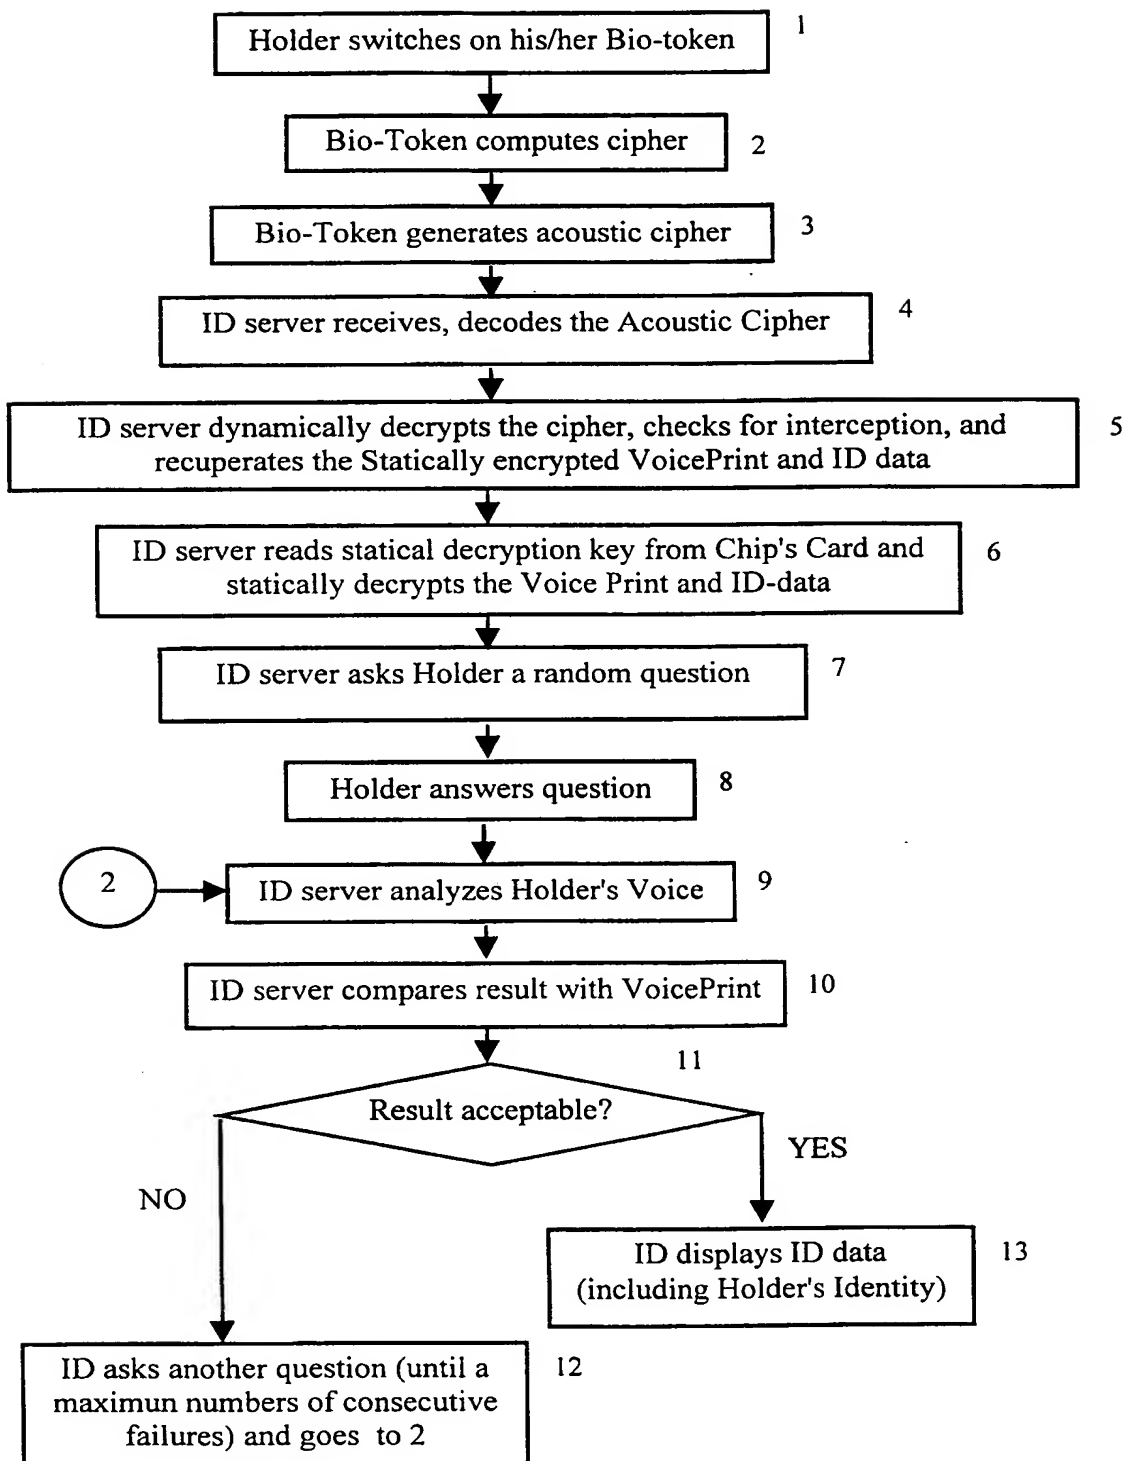 Holder switches on his/her Bio-token
1
Bio-Token computes cipher
2
Bio-Token generates acoustic cipher
3
ID server receives, decodes the Acoustic Cipher
4
ID server dynamically decrypts the cipher, checks for interception, and
recuperates the Statically encrypted VoicePrint and ID data
5
ID server reads statical decryption key from Chip's Card and
statically decrypts the Voice Print and ID-data
6
ID server asks Holder a random question
7
Holder answers question
8
2
ID server analyzes Holder's Voice
9
ID server compares result with VoicePrint
10
11
Result acceptable?
YES
NO
ID displays ID data
(including Holder's Identity)
13
ID asks another question (until a
maximun numbers of consecutive
failures) and goes to 2
12